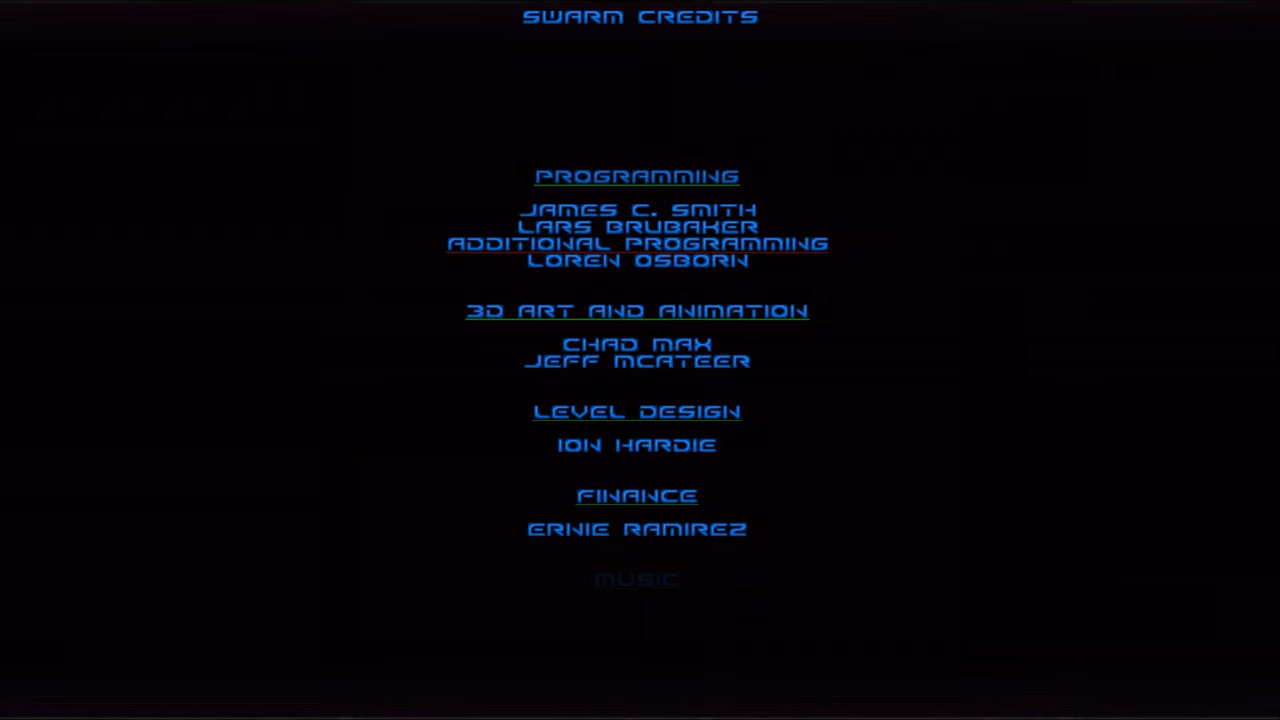 SWARM CREDITS
PROGRAMMING
JAMES C. SMITH
LARS BRUBAKER
ADDITIONAL PROGRAMMING
LOREN OSBORN
3D ART AND ANIMATION
CHAD MAX
JEFF MCATEER
LEVEL DESIGN
ION HARDIE
FINANCE
ERNIE RAMIREZ
MUSIC